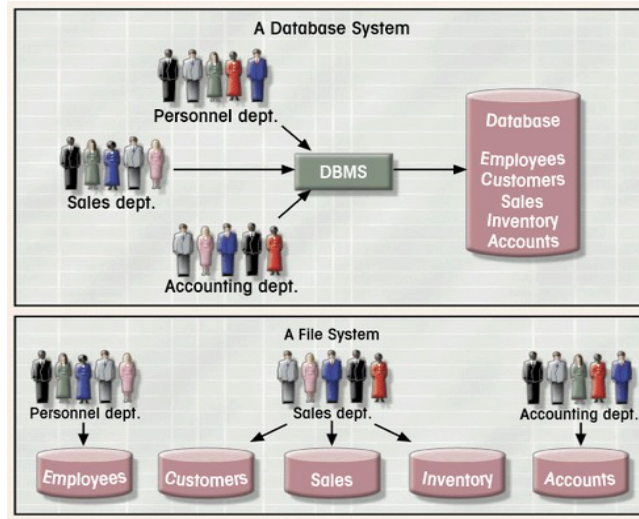 A Database System
Personnel dept.
Sales dept.
Accounting dept.
DBMS
Database
Employees
Customers
Sales
Inventory
Accounts
A File System
Personnel dept.
Sales dept.
Accounting dept.
Employees
Customers
Sales
Inventory
Accounts